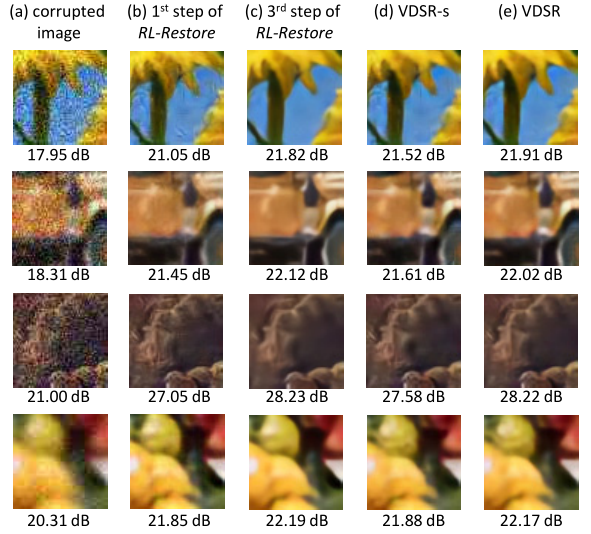 (a) corrupted image
(b) 1st step of RL-Restore
(c) 3rd step of RL-Restore
(d) VDSR-s
(e) VDSR
17.95 dB 21.05 dB 21.82 dB 21.52 dB 21.91 dB
18.31 dB 21.45 dB 22.12 dB 21.61 dB 22.02 dB
21.00 dB 27.05 dB 28.23 dB 27.58 dB 28.22 dB
20.31 dB 21.85 dB 22.19 dB 21.88 dB 22.17 dB